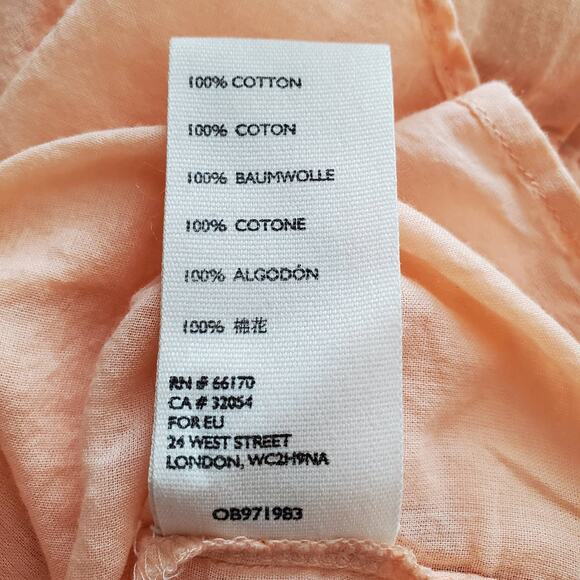 100% COTTON
100% COTON
100% BAUMWOLLE
100% COTONE
100% ALGODÓN
100% 棉花
RN # 66170
CA # 32054
FOR EU
24 WEST STREET
LONDON, WC2H9NA
OB971983